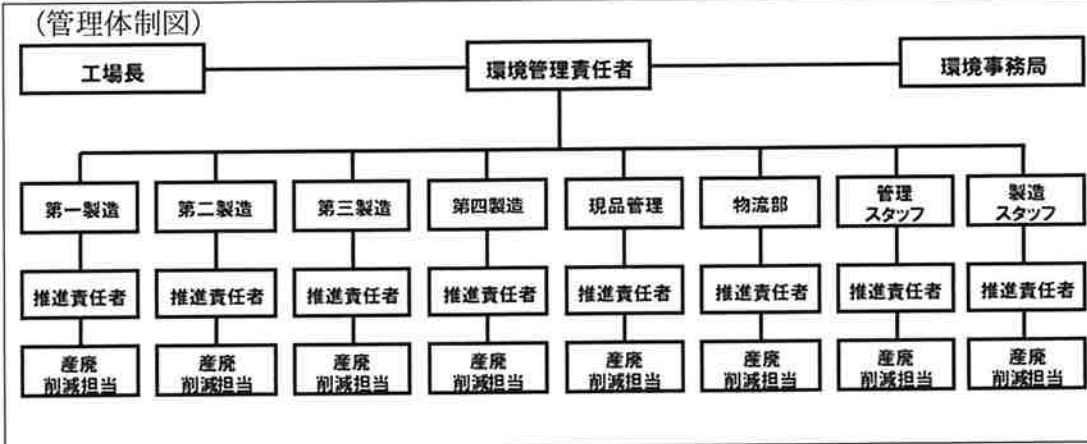 (管理体制図)
工場長
環境管理責任者
環境事務局
第一製造
第二製造
第三製造
第四製造
現品管理
物流部
管理
スタッフ
製造
スタッフ
推進責任者
推進責任者
推進責任者
推進責任者
推進責任者
推進責任者
推進責任者
推進責任者
産廃
削減担当
産廃
削減担当
産廃
削減担当
産廃
削減担当
産廃
削減担当
産廃
削減担当
産廃
削減担当
産廃
削減担当